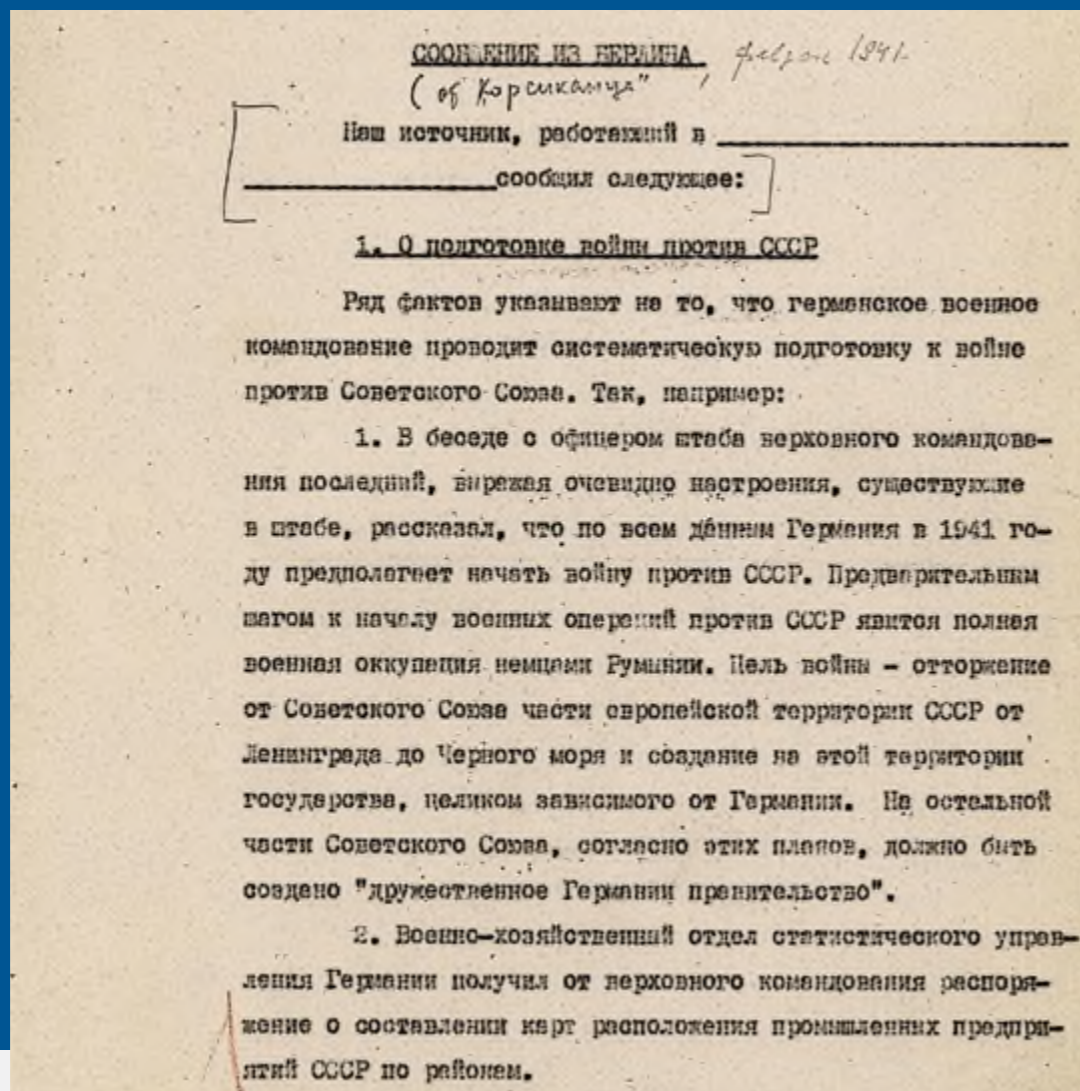 СООБЩЕНИЕ ИЗ БЕРЛИНА, феврал 1941.
( от Корсиканца"
Наш источник, работающий в
сообщил следующее:
1. О подготовке войны против СССР
Ряд фактов указывают на то, что германское военное
командование проводит систематическую подготовку к войне
против Советского Союза. Так, например:
1. В беседе с офицером штаба верховного командова-
ния последний, выражая очевидно настроения, существующие
в штабе, рассказал, что по всем данным Германия в 1941 го-
ду предполагает начать войну против СССР. Предварительным
шагом к началу военных операций против СССР явится полная
военная оккупация немцами Румынии. Цель войны - отторжение
от Советского Союза части европейской территории СССР от
Ленинграда до Черного моря и создание на этой территории
государства, целиком зависимого от Германии. На остальной
части Советского Союза, согласно этих планов, должно быть
создано "дружественное Германии правительство".
2. Военно-хозяйственный отдел статистического управ-
ления Германии получил от верховного командования распоря-
жение о составлении карт расположения промышленных предпри-
ятий СССР по районам.